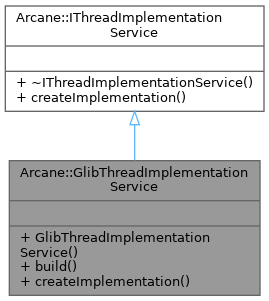 Arcane::IThreadImplementation
Service
+ ~IThreadImplementationService()
+ createImplementation()
Arcane::GlibThreadImplementation
Service
+ GlibThreadImplementation
Service()
+ build()
+ createImplementation()